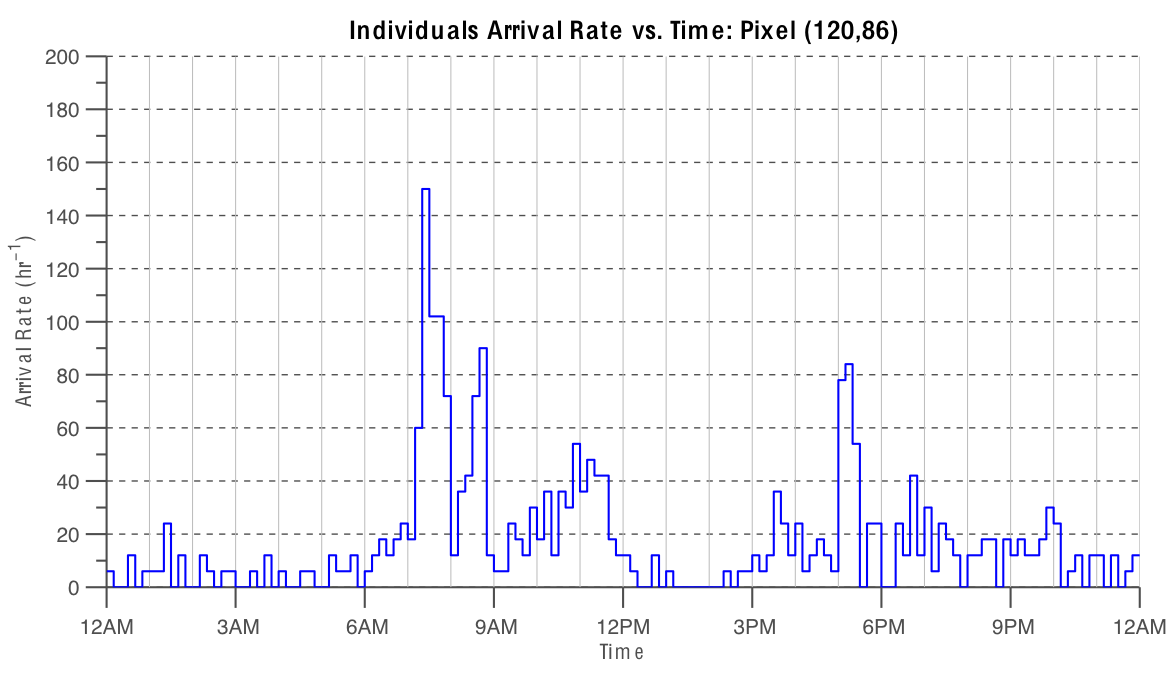 Individuals Arrival Rate vs. Time: Pixel (120,86)
200
180
160
140
120
100
80
60
40
20
0
Arrival Rate (hr⁻¹)
12AM 3AM 6AM 9AM 12PM 3PM 6PM 9PM 12AM
Time